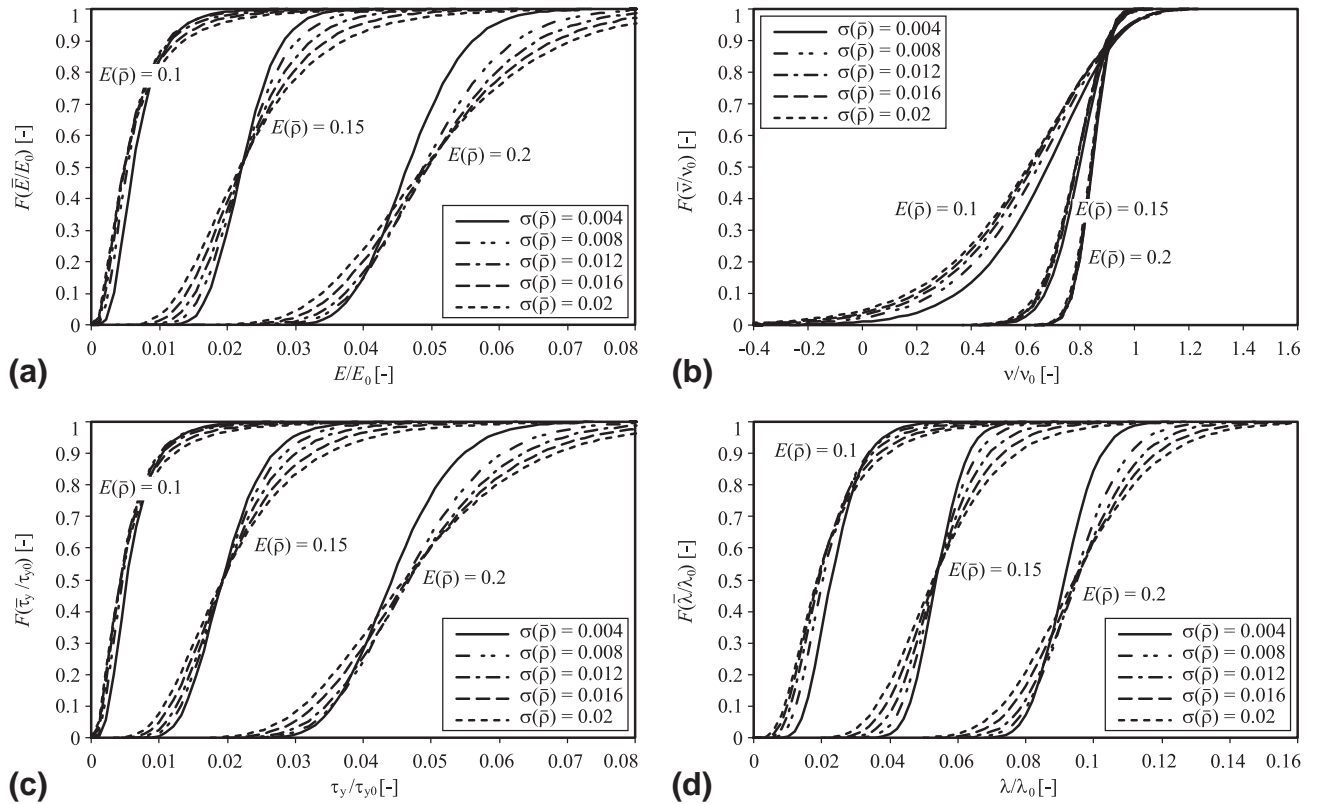 1
0.9
0.8
0.7
0.6
0.5
0.4
0.3
0.2
0.1
0
F(E̅/E₀) [-]
E(ρ̅) = 0.1
E(ρ̅) = 0.15
E(ρ̅) = 0.2
σ(ρ̅) = 0.004
σ(ρ̅) = 0.008
σ(ρ̅) = 0.012
σ(ρ̅) = 0.016
σ(ρ̅) = 0.02
0 0.01 0.02 0.03 0.04 0.05 0.06 0.07 0.08
E/E₀ [-]
(a)
1
0.9
0.8
0.7
0.6
0.5
0.4
0.3
0.2
0.1
0
F(ν̅/ν₀) [-]
σ(ρ̅) = 0.004
σ(ρ̅) = 0.008
σ(ρ̅) = 0.012
σ(ρ̅) = 0.016
σ(ρ̅) = 0.02
E(ρ̅) = 0.1
E(ρ̅) = 0.15
E(ρ̅) = 0.2
-0.4 -0.2 0 0.2 0.4 0.6 0.8 1 1.2 1.4 1.6
ν/ν₀ [-]
(b)
1
0.9
0.8
0.7
0.6
0.5
0.4
0.3
0.2
0.1
0
F(τ̅y/τy0) [-]
E(ρ̅) = 0.1
E(ρ̅) = 0.15
E(ρ̅) = 0.2
σ(ρ̅) = 0.004
σ(ρ̅) = 0.008
σ(ρ̅) = 0.012
σ(ρ̅) = 0.016
σ(ρ̅) = 0.02
0 0.01 0.02 0.03 0.04 0.05 0.06 0.07 0.08
τy/τy0 [-]
(c)
1
0.9
0.8
0.7
0.6
0.5
0.4
0.3
0.2
0.1
0
F(λ̅/λ₀) [-]
E(ρ̅) = 0.1
E(ρ̅) = 0.15
E(ρ̅) = 0.2
σ(ρ̅) = 0.004
σ(ρ̅) = 0.008
σ(ρ̅) = 0.012
σ(ρ̅) = 0.016
σ(ρ̅) = 0.02
0 0.02 0.04 0.06 0.08 0.10 0.12 0.14 0.16
λ/λ₀ [-]
(d)